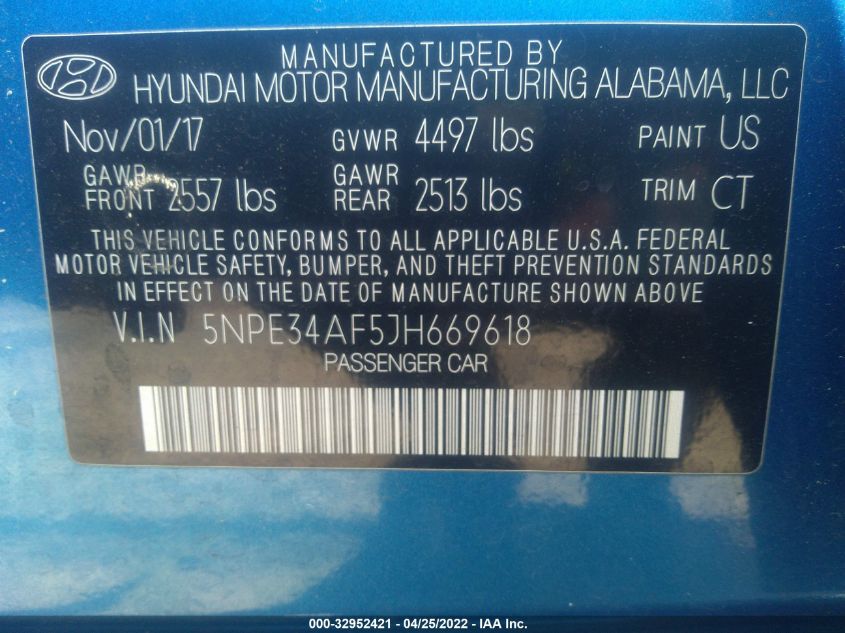 MANUFACTURED BY
HYUNDAI MOTOR MANUFACTURING ALABAMA, LLC
Nov/01/17 GVWR 4497 lbs PAINT US
GAWR FRONT 2557 lbs GAWR REAR 2513 lbs TRIM CT
THIS VEHICLE CONFORMS TO ALL APPLICABLE U.S.A. FEDERAL
MOTOR VEHICLE SAFETY, BUMPER, AND THEFT PREVENTION STANDARDS
IN EFFECT ON THE DATE OF MANUFACTURE SHOWN ABOVE.
V.I.N 5NPE34AF5JH669618
PASSENGER CAR
000-32952421 - 04/25/2022 - IAA Inc.